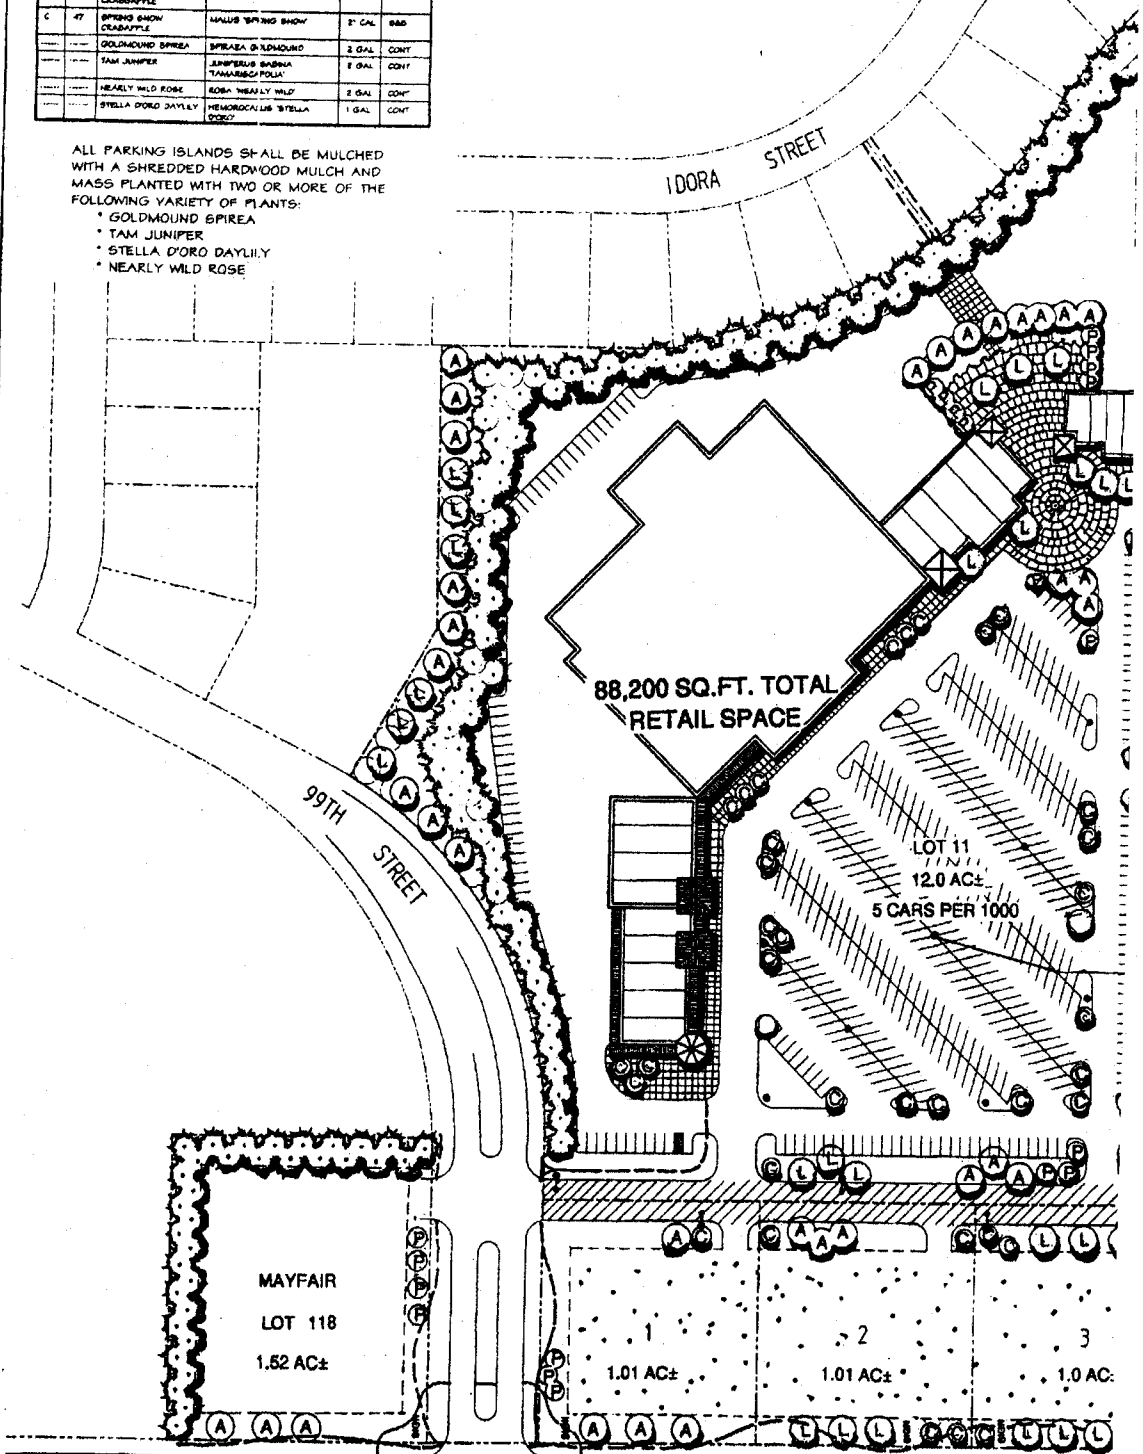 CRABAPPLE
C 47 SPRING SNOW CRABAPPLE MALUS 'SPRING SNOW' 2" CAL B&B
GOLDMOUND SPIREA SPIRAEA GOLDMOUND 2 GAL CONT
TAM JUNIPER JUNIPERUS SABINA 'TAMARISCAFOLIA' 2 GAL CONT
NEARLY WILD ROSE ROSA 'NEARLY WILD' 2 GAL CONT
STELLA D'ORO DAYLILY HEMOROCALLIS 'STELLA D'ORO' 1 GAL CONT
ALL PARKING ISLANDS SHALL BE MULCHED
WITH A SHREDDED HARDWOOD MULCH AND
MASS PLANTED WITH TWO OR MORE OF THE
FOLLOWING VARIETY OF PLANTS:
* GOLDMOUND SPIREA
* TAM JUNIPER
* STELLA D'ORO DAYLILY
* NEARLY WILD ROSE
IDORA STREET
88,200 SQ.FT. TOTAL
RETAIL SPACE
99TH STREET
LOT 11
12.0 AC±
5 CARS PER 1000
MAYFAIR
LOT 118
1.52 AC±
1
1.01 AC±
2
1.01 AC±
3
1.0 AC±